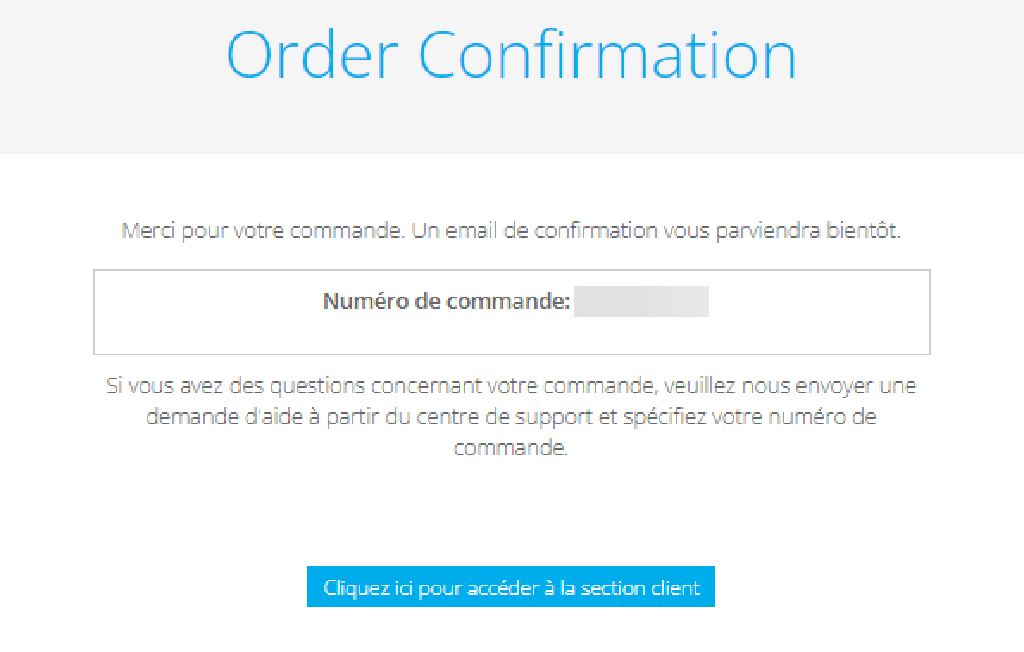 Order Confirmation
Merci pour votre commande. Un email de confirmation vous parviendra bientôt.
Numéro de commande:
Si vous avez des questions concernant votre commande, veuillez nous envoyer une
demande d'aide à partir du centre de support et spécifiez votre numéro de
commande.
Cliquez ici pour accéder à la section client